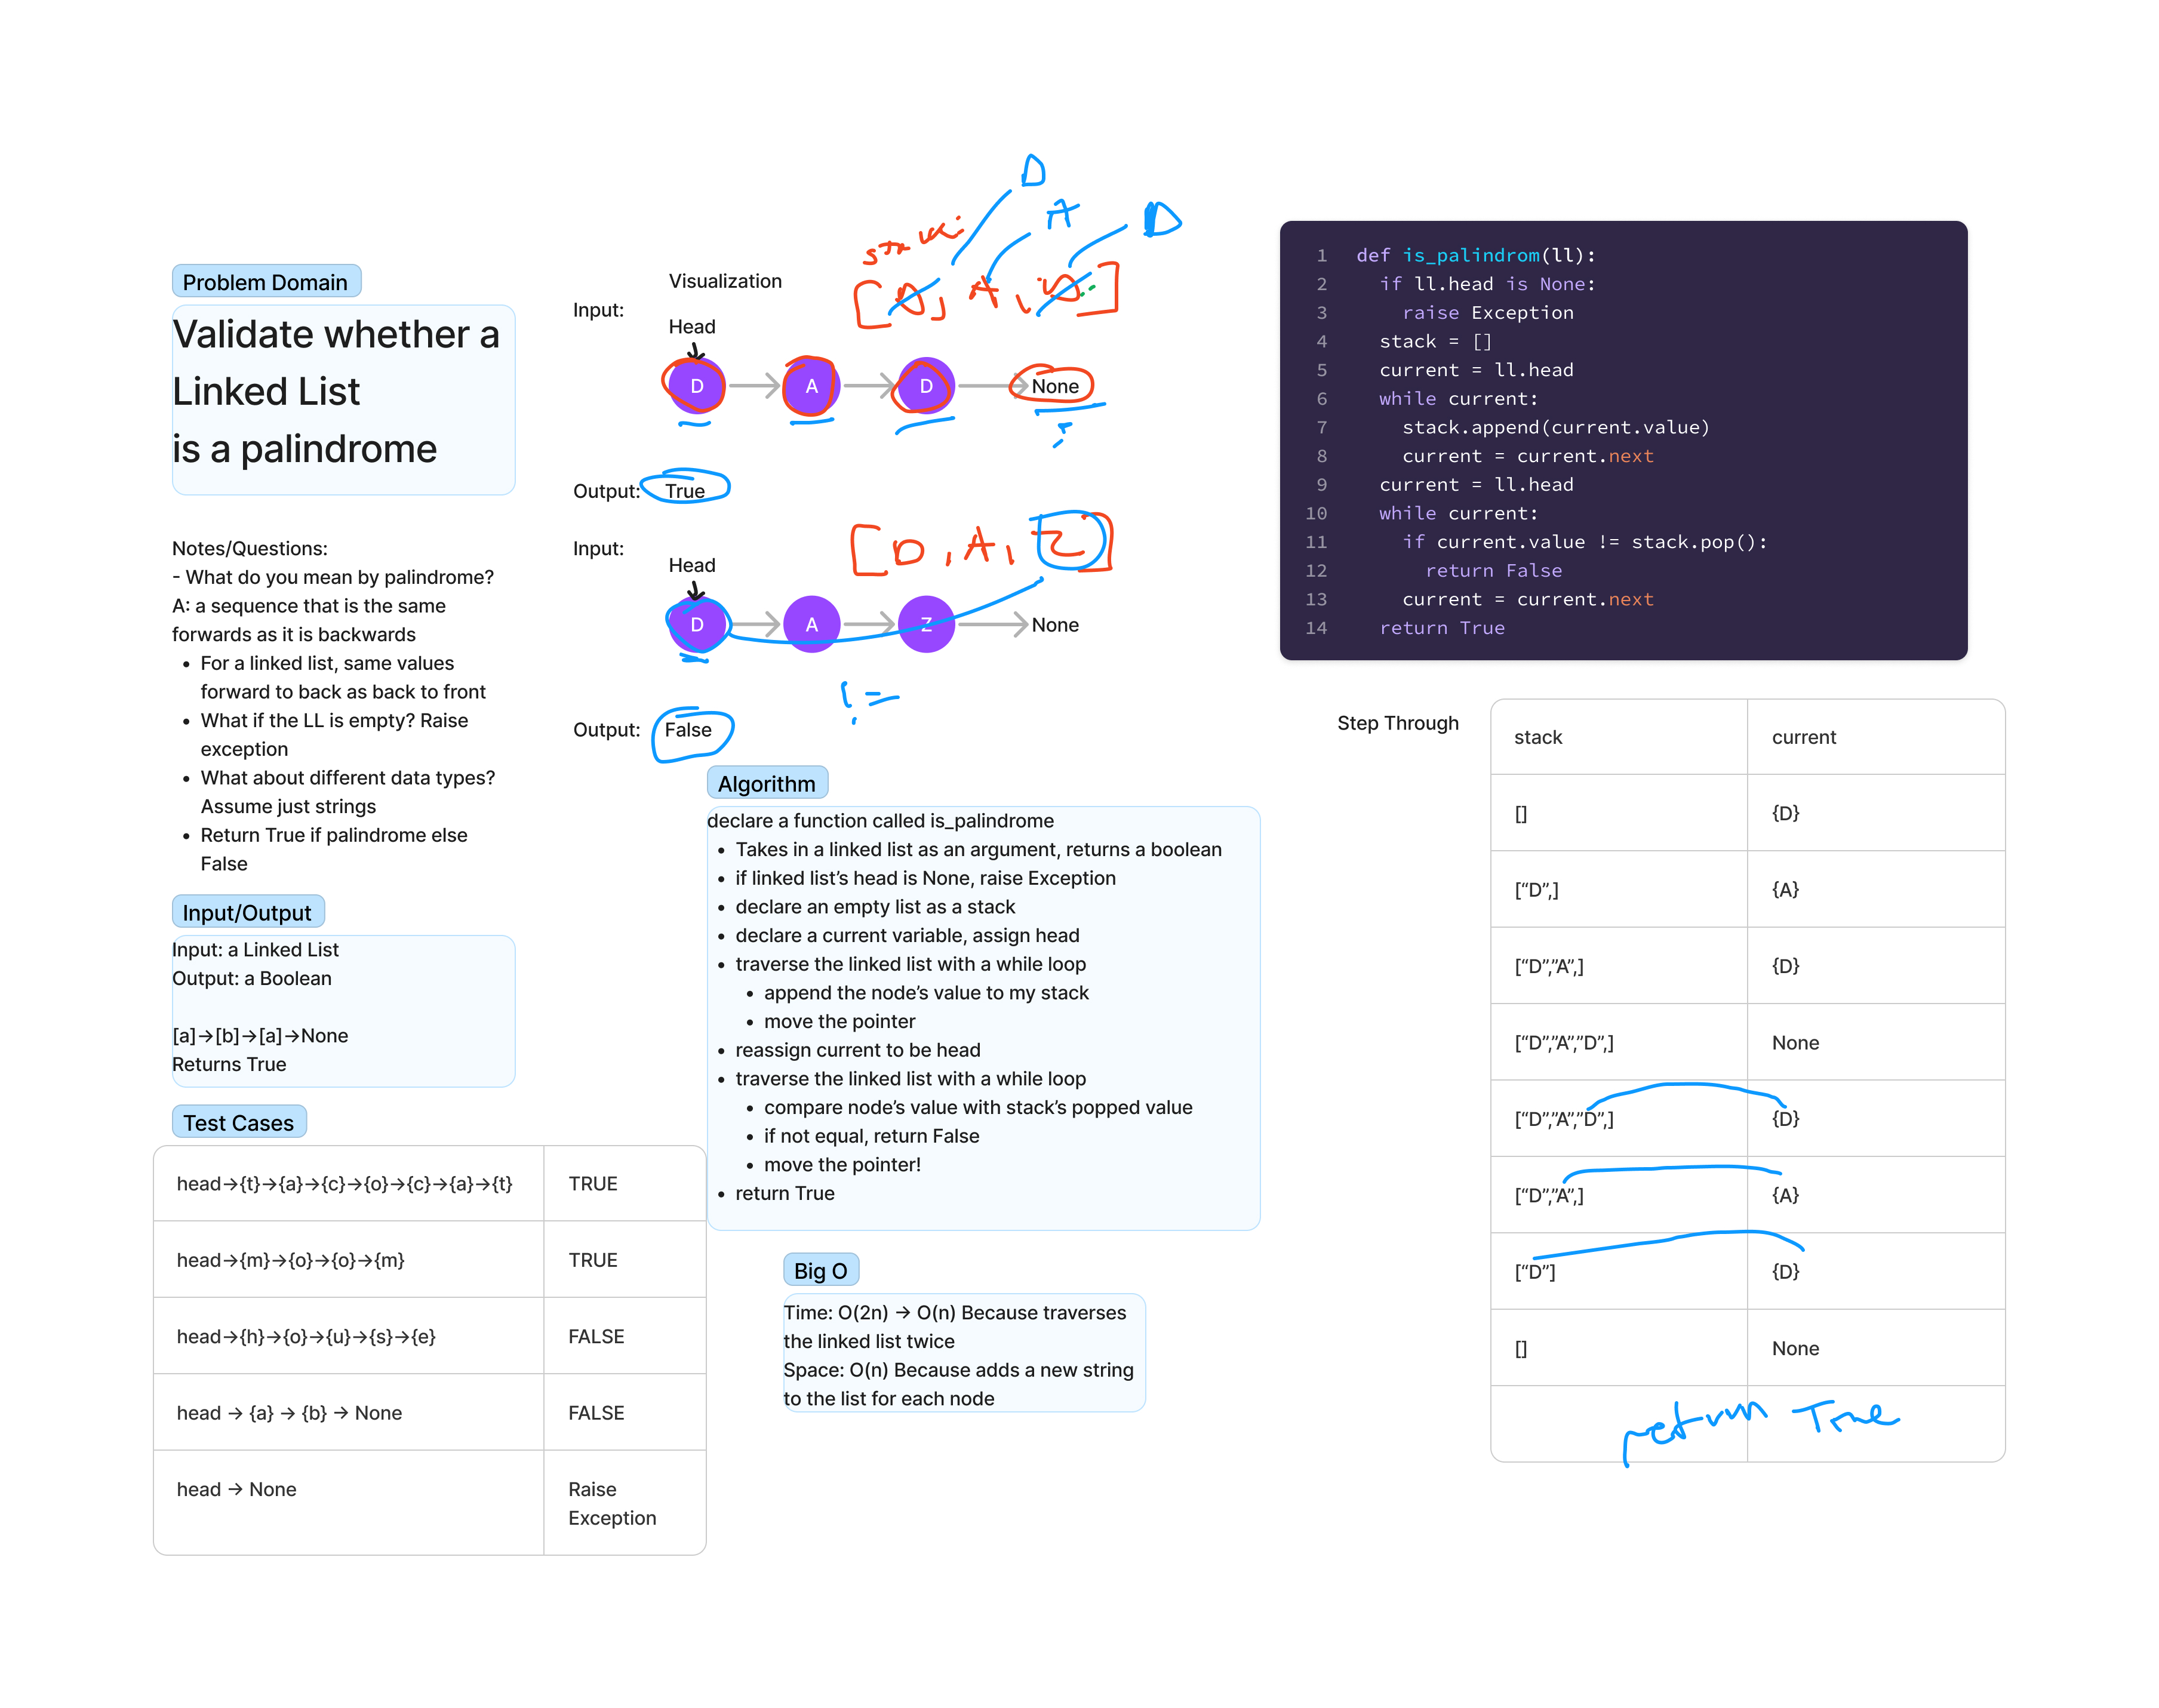 Problem Domain
Validate whether a
Linked List
is a palindrome
Notes/Questions:
- What do you mean by palindrome?
A: a sequence that is the same
forwards as it is backwards
• For a linked list, same values
forward to back as back to front
• What if the LL is empty? Raise
exception
• What about different data types?
Assume just strings
• Return True if palindrome else
False
Input/Output
Input: a Linked List
Output: a Boolean
[a]→[b]→[a]→None
Returns True
Test Cases
head→{t}→{a}→{c}→{o}→{c}→{a}→{t} TRUE
head→{m}→{o}→{o}→{m} TRUE
head→{h}→{o}→{u}→{s}→{e} FALSE
head → {a} → {b} → None FALSE
head → None Raise
Exception
Visualization
Input:
D
A
D
[D, A, D]
Head
D A D None
?
Output: True
Input:
[D, A, Z]
Head
D A Z None
!=
Output: False
Algorithm
declare a function called is_palindrome
• Takes in a linked list as an argument, returns a boolean
• if linked list’s head is None, raise Exception
• declare an empty list as a stack
• declare a current variable, assign head
• traverse the linked list with a while loop
• append the node’s value to my stack
• move the pointer
• reassign current to be head
• traverse the linked list with a while loop
• compare node’s value with stack’s popped value
• if not equal, return False
• move the pointer!
• return True
Big O
Time: O(2n) → O(n) Because traverses
the linked list twice
Space: O(n) Because adds a new string
to the list for each node
1 def is_palindrom(ll):
2 if ll.head is None:
3 raise Exception
4 stack = []
5 current = ll.head
6 while current:
7 stack.append(current.value)
8 current = current.next
9 current = ll.head
10 while current:
11 if current.value != stack.pop():
12 return False
13 current = current.next
14 return True
Step Through
stack current
[] {D}
[“D”,] {A}
[“D”,”A”,] {D}
[“D”,”A”,”D”,] None
[“D”,”A”,”D”,] {D}
[“D”,”A”,] {A}
[“D”] {D}
[] None
return True